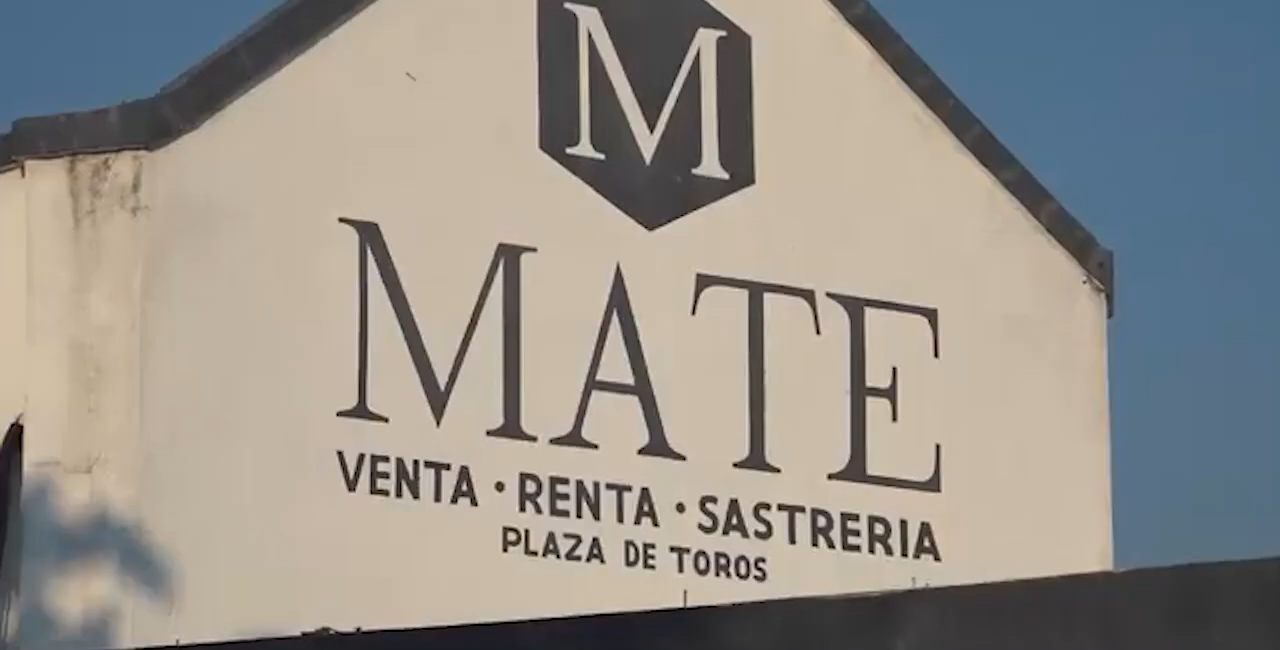 M
MATE
VENTA · RENTA · SASTRERIA
PLAZA DE TOROS